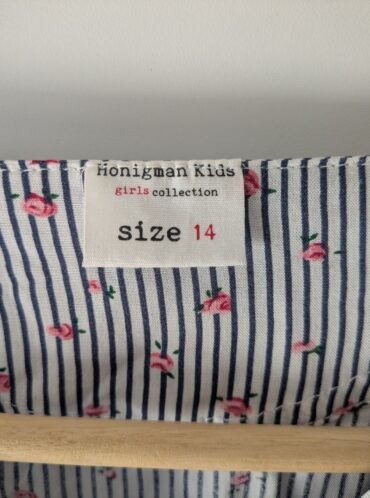 Honigman Kids
girls collection
size 14